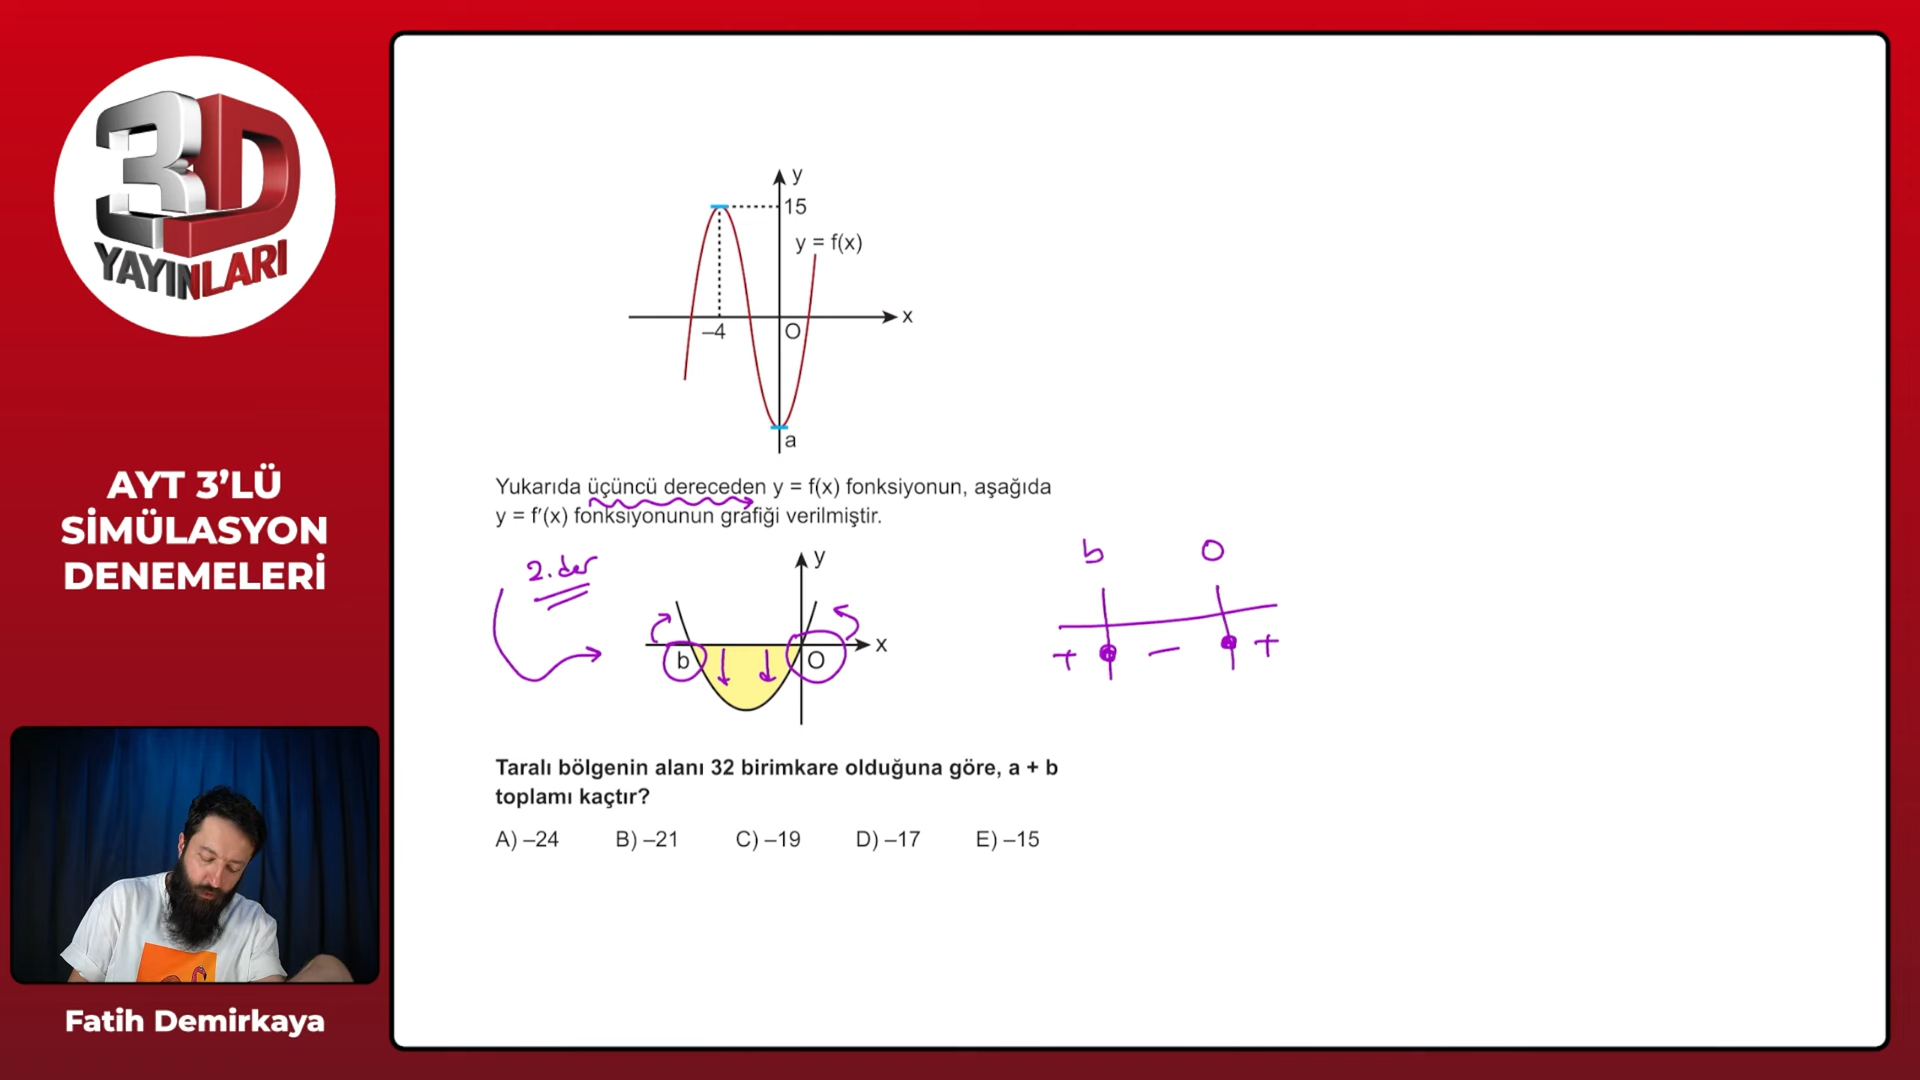 3D
YAYINLARI
AYT 3’LÜ
SİMÜLASYON
DENEMELERİ
Fatih Demirkaya
y
15
y = f(x)
x
–4
O
a
Yukarıda üçüncü dereceden y = f(x) fonksiyonun, aşağıda
y = f′(x) fonksiyonunun grafiği verilmiştir.
2. der
y
x
b
O
b 0
+ − +
Taralı bölgenin alanı 32 birimkare olduğuna göre, a + b
toplamı kaçtır?
A) –24 B) –21 C) –19 D) –17 E) –15